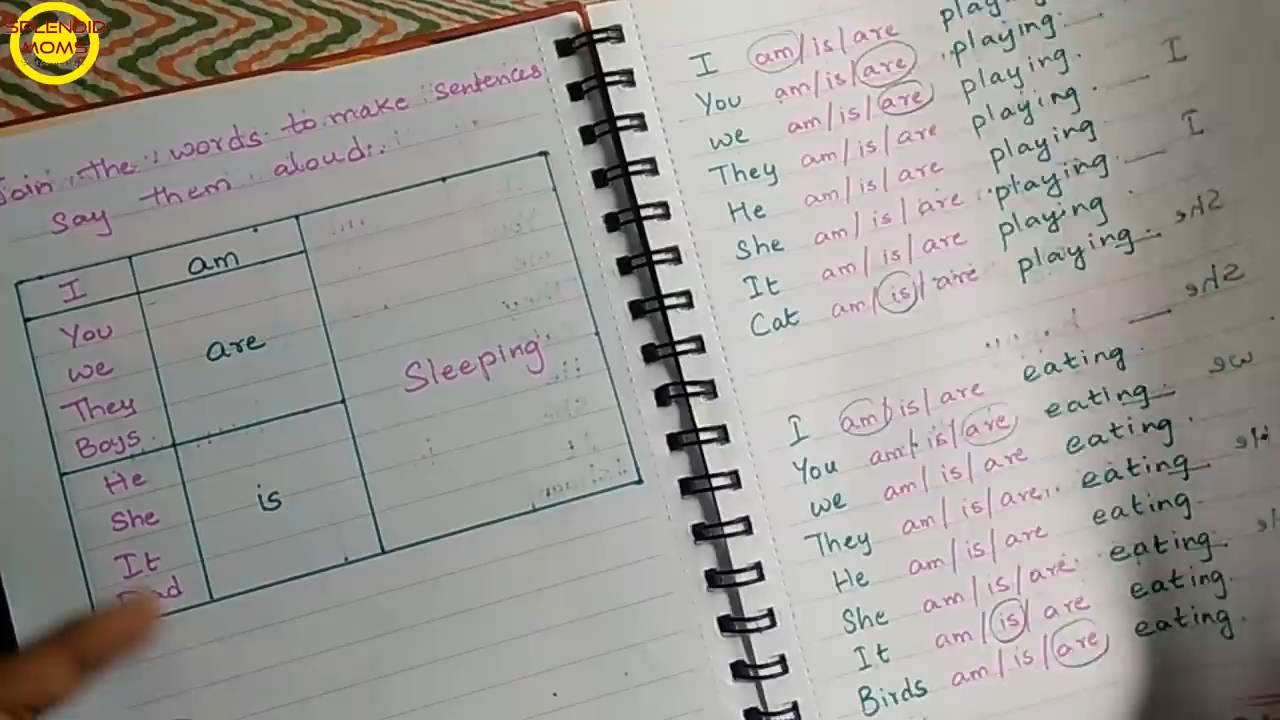 SPLENDID
MOMS
Join the words to make sentences
Say them aloud.
I am
You
We
They
Boys
are
He
She
It
is
Sleeping.
I am/is/are playing.
You am/is/are playing.
we am/is/are playing.
They am/is/are playing.
He am/is/are playing
She am/is/are playing.
It am/is/are playing
Cat am/is/are playing.
I am/is/are eating
You am/is/are eating.
we am/is/are eating.
They am/is/are. eating
He am/is/are eating
She am/is/are. eating.
It am/is/are eating.
Birds am/is/are eating.